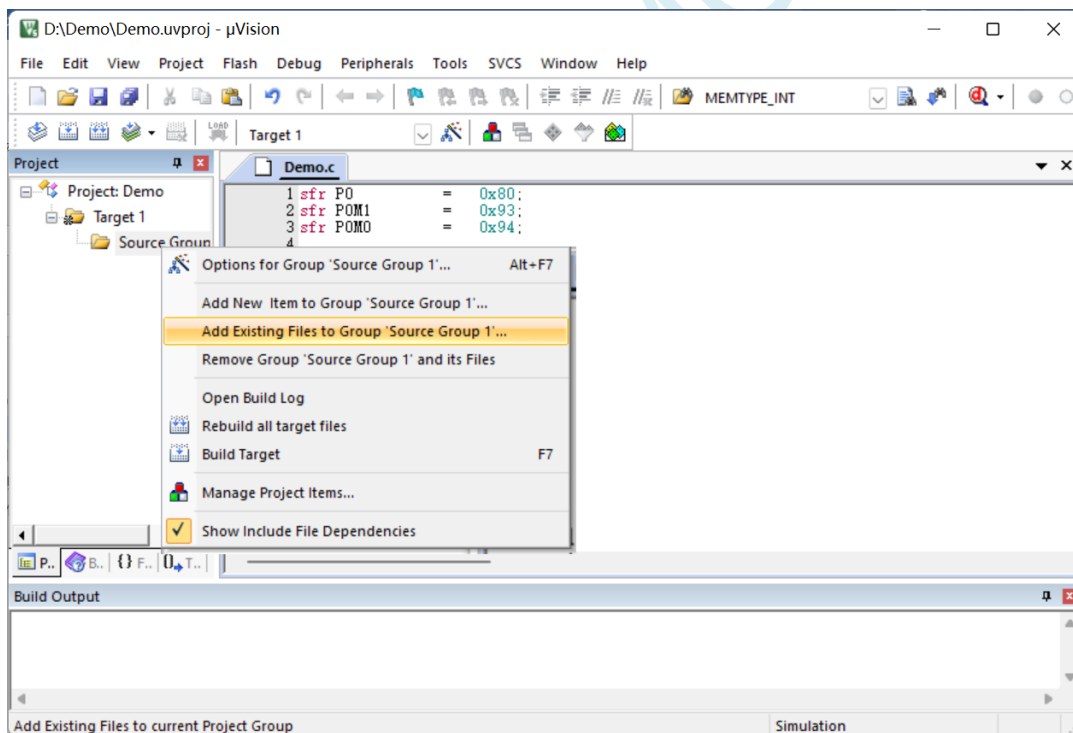 D:\Demo\Demo.uvproj - µVision
File Edit View Project Flash Debug Peripherals Tools SVCS Window Help
MEMTYPE_INT
LOAD Target 1
Project
Demo.c
Project: Demo
Target 1
Source Group
1 sfr P0 = 0x80;
2 sfr P0M1 = 0x93;
3 sfr P0M0 = 0x94;
4
Options for Group 'Source Group 1'... Alt+F7
Add New Item to Group 'Source Group 1'...
Add Existing Files to Group 'Source Group 1'...
Remove Group 'Source Group 1' and its Files
Open Build Log
Rebuild all target files
Build Target F7
Manage Project Items...
Show Include File Dependencies
P.. B.. {} F.. 0 T..
Build Output
Add Existing Files to current Project Group Simulation